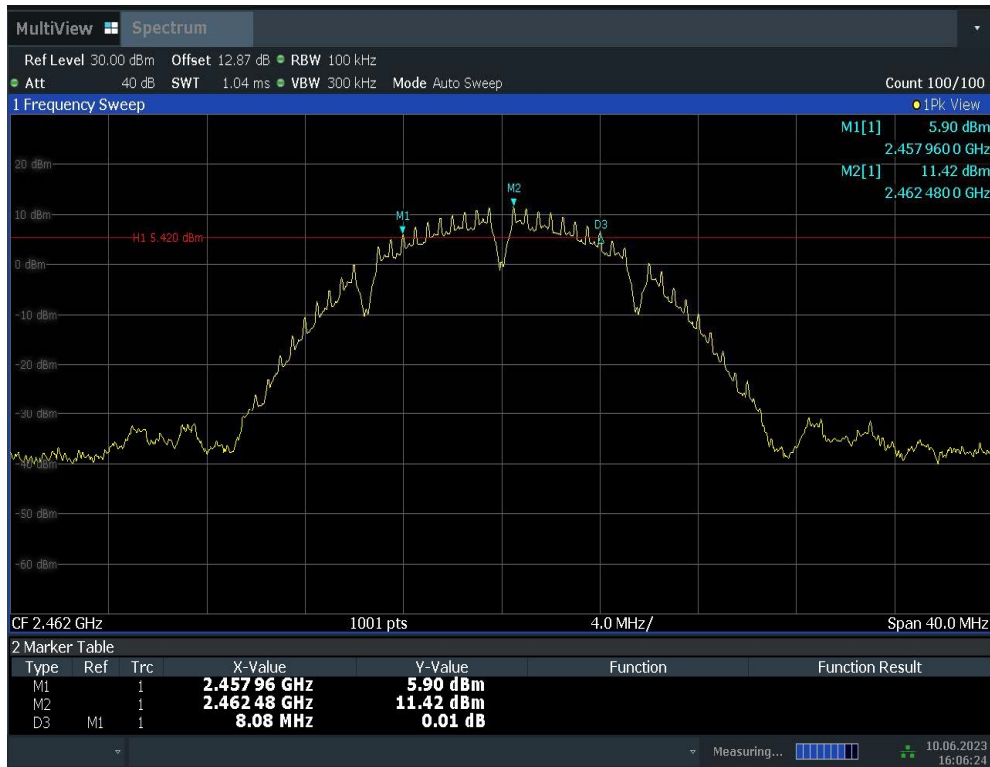 MultiView Spectrum
Ref Level 30.00 dBm Offset 12.87 dB RBW 100 kHz
Att 40 dB SWT 1.04 ms VBW 300 kHz Mode Auto Sweep Count 100/100
1 Frequency Sweep 1Pk View
M1[1] 5.90 dBm
2.457 960 0 GHz
M2[1] 11.42 dBm
2.462 480 0 GHz
20 dBm
M2
10 dBm
M1
D3
H1 5.420 dBm
0 dBm
-10 dBm
-20 dBm
-30 dBm
-40 dBm
-50 dBm
-60 dBm
CF 2.462 GHz 1001 pts 4.0 MHz/ Span 40.0 MHz
2 Marker Table
Type Ref Trc X-Value Y-Value Function Function Result
M1 1 2.457 96 GHz 5.90 dBm
M2 1 2.462 48 GHz 11.42 dBm
D3 M1 1 8.08 MHz 0.01 dB
Measuring... 10.06.2023
16:06:24